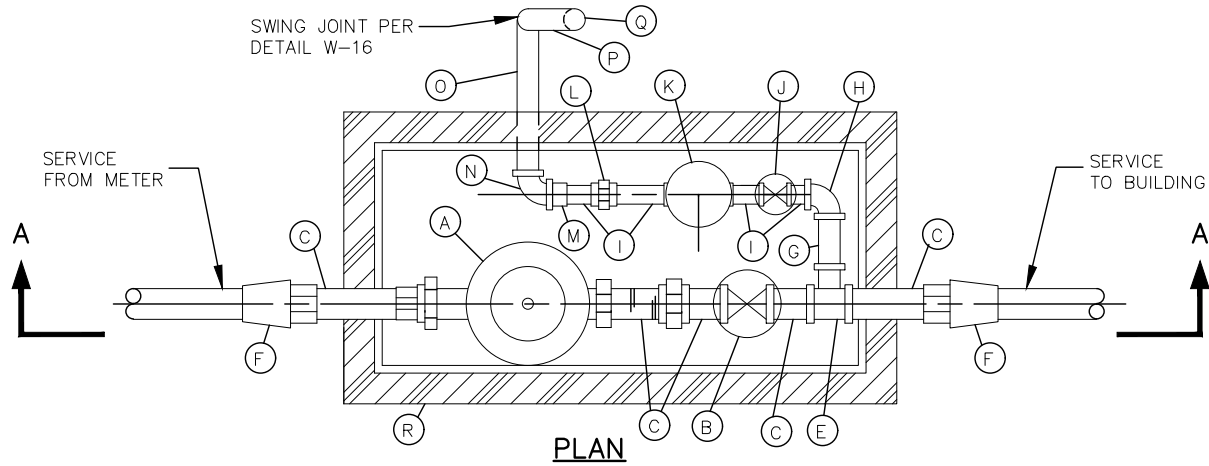 SWING JOINT PER
DETAIL W-16
Q
P
O
L
K
J
H
SERVICE
FROM METER
SERVICE
TO BUILDING
N
A
M
I
I
G
A
C
C
A
F
F
R
C
B
C
E
PLAN